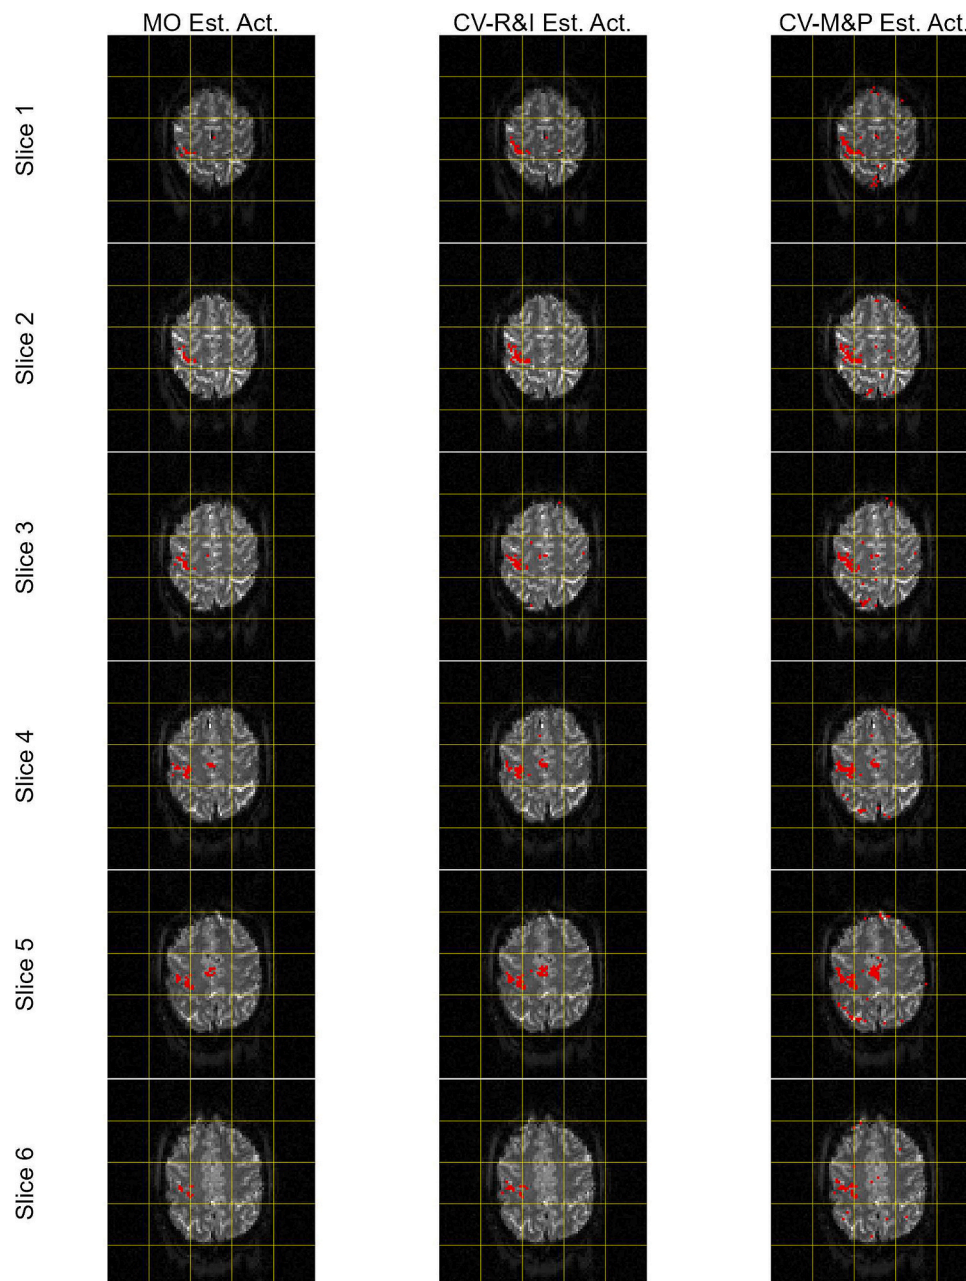 MO Est. Act.
CV-R&I Est. Act.
CV-M&P Est. Act.
Slice 1
Slice 2
Slice 3
Slice 4
Slice 5
Slice 6